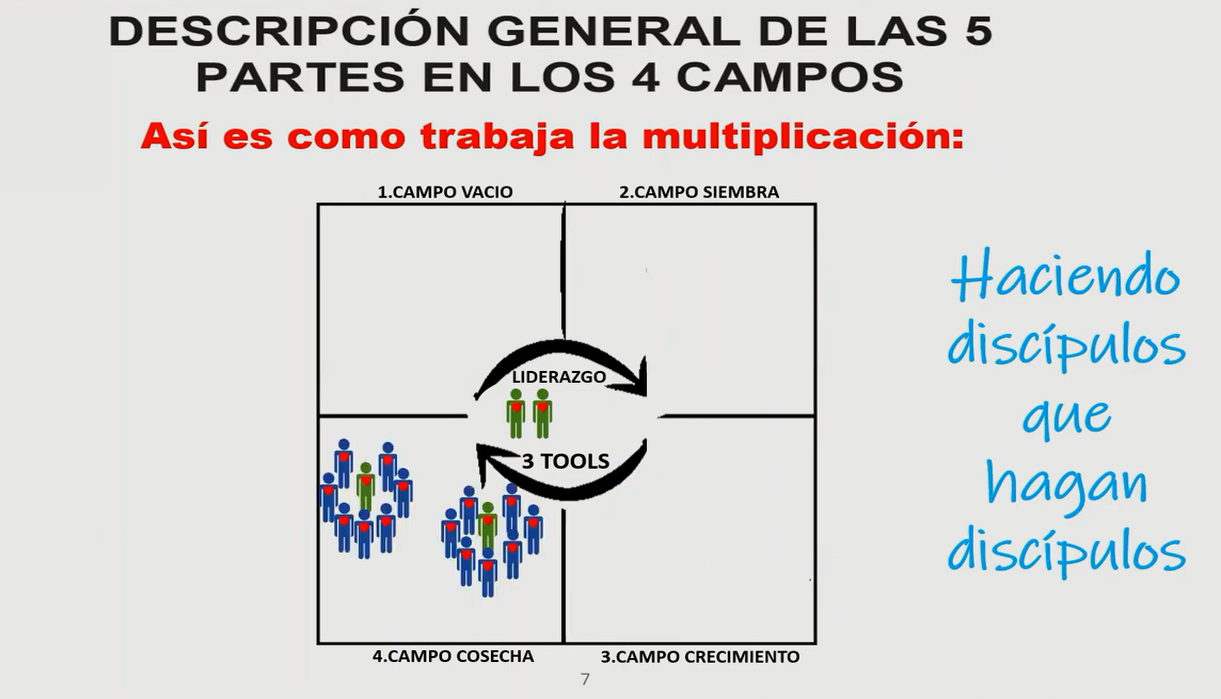 DESCRIPCIÓN GENERAL DE LAS 5
PARTES EN LOS 4 CAMPOS
Así es como trabaja la multiplicación:
1.CAMPO VACIO
2.CAMPO SIEMBRA
LIDERAZGO
3 TOOLS
4.CAMPO COSECHA
3.CAMPO CRECIMIENTO
Haciendo
discípulos
que
hagan
discípulos
7